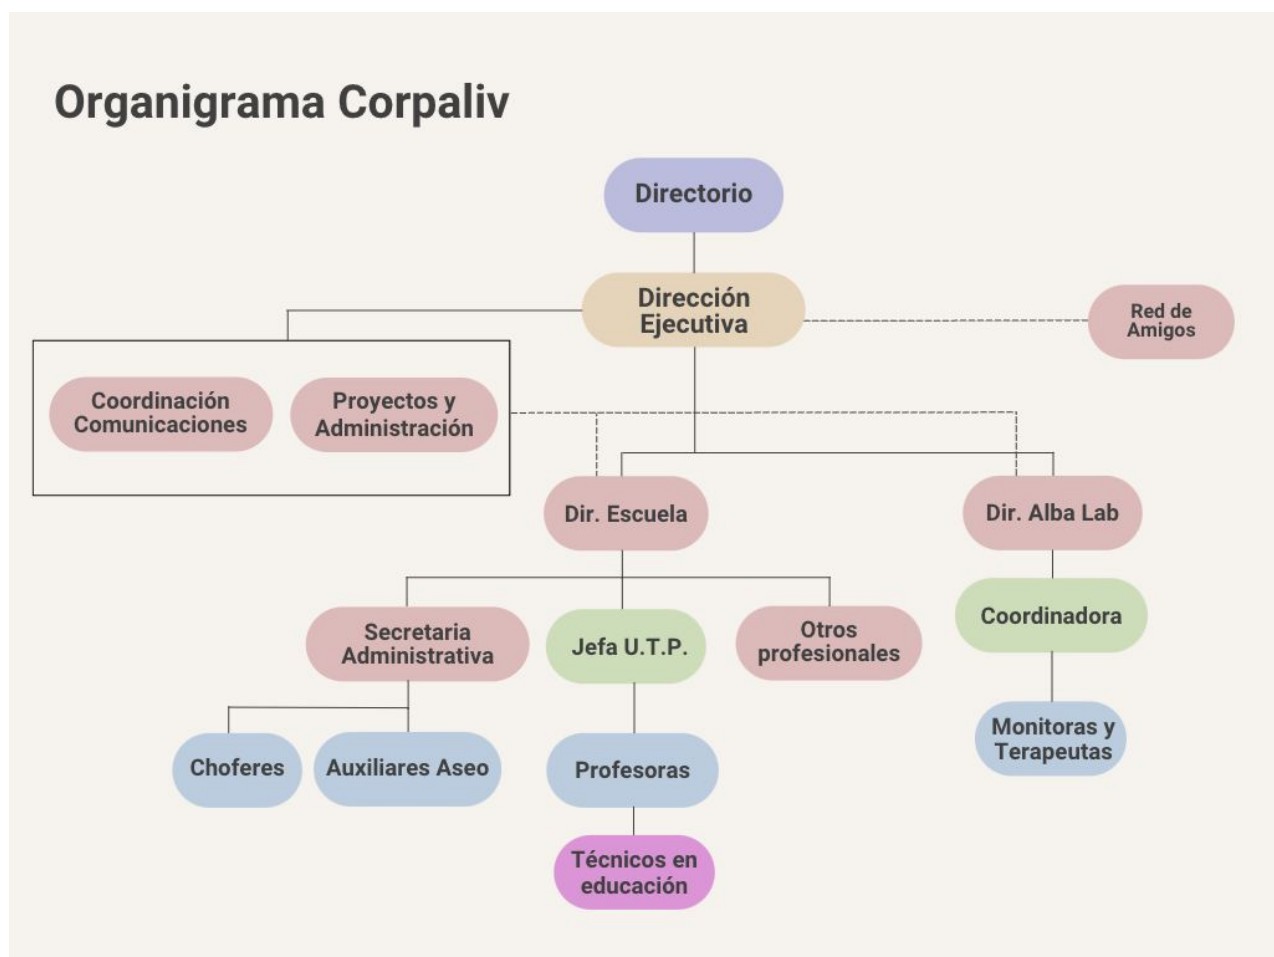 Organigrama Corpaliv
Directorio
Dirección
Ejecutiva
Red de
Amigos
Coordinación
Comunicaciones
Proyectos y
Administración
Dir. Escuela
Dir. Alba Lab
Secretaria
Administrativa
Jefa U.T.P.
Otros
profesionales
Coordinadora
Choferes
Auxiliares Aseo
Profesoras
Monitoras y
Terapeutas
Técnicos en
educación